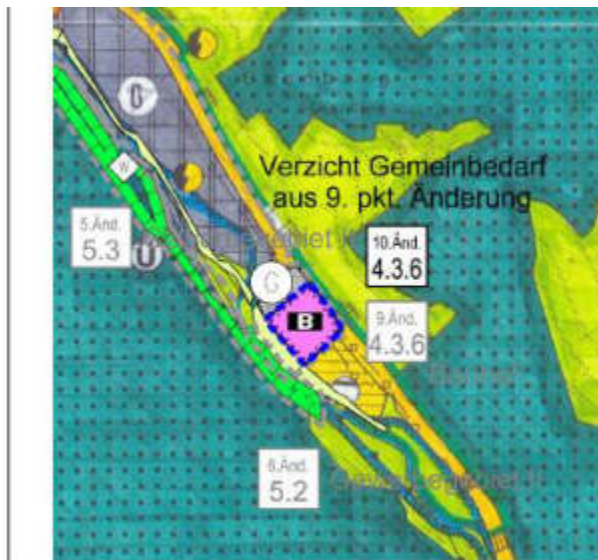 G
Verzicht Gemeinbedarf
aus 9. pkt. Änderung
W
5.Änd.
5.3
U
10.Änd.
4.3.6
G
B
9.Änd.
4.3.6
6.Änd.
5.2